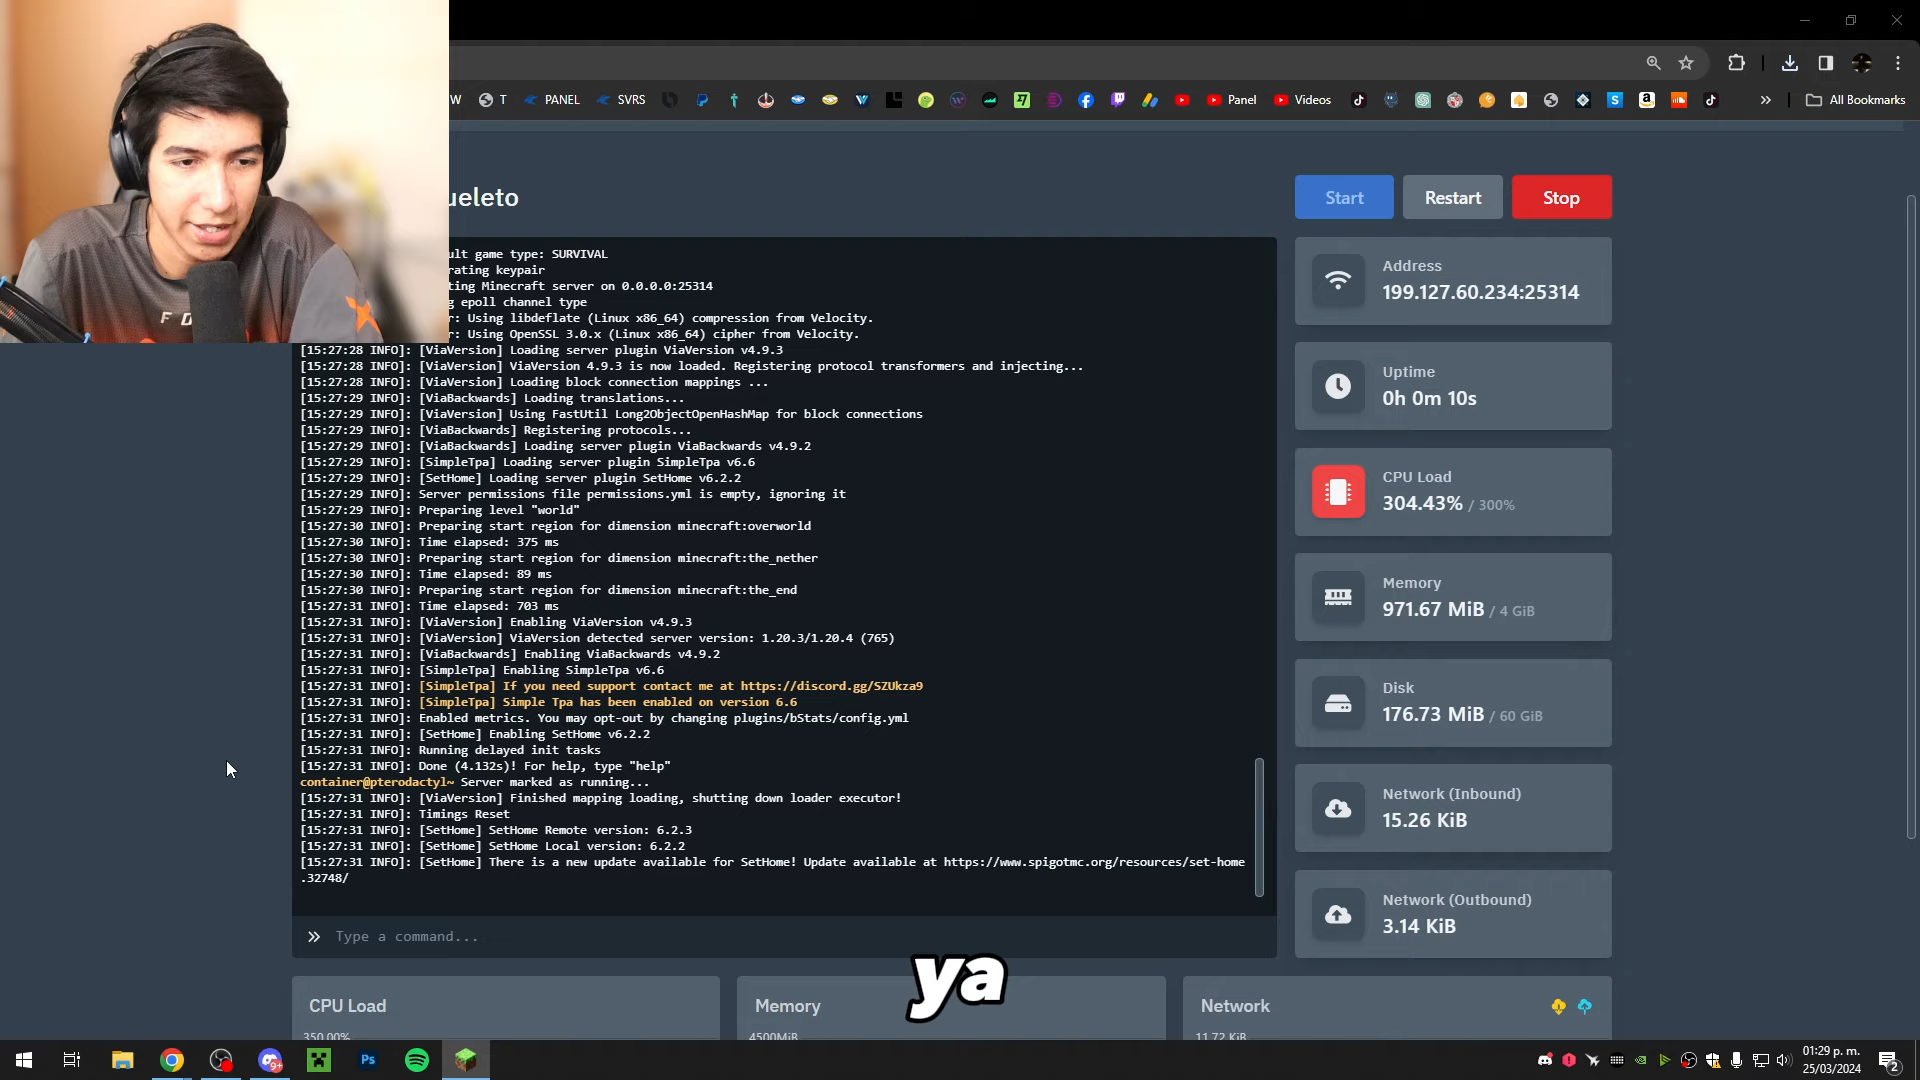 W
T
PANEL
SVRS
Panel
Videos
All Bookmarks
ueleto
Start
Restart
Stop
ult game type: SURVIVAL
rating keypair
ting Minecraft server on 0.0.0.0:25314
g epoll channel type
r: Using libdeflate (Linux x86_64) compression from Velocity.
r: Using OpenSSL 3.0.x (Linux x86_64) cipher from Velocity.
[15:27:28 INFO]: [ViaVersion] Loading server plugin ViaVersion v4.9.3
[15:27:28 INFO]: [ViaVersion] ViaVersion 4.9.3 is now loaded. Registering protocol transformers and injecting...
[15:27:28 INFO]: [ViaVersion] Loading block connection mappings ...
[15:27:29 INFO]: [ViaBackwards] Loading translations...
[15:27:29 INFO]: [ViaVersion] Using FastUtil Long2ObjectOpenHashMap for block connections
[15:27:29 INFO]: [ViaBackwards] Registering protocols...
[15:27:29 INFO]: [ViaBackwards] Loading server plugin ViaBackwards v4.9.2
[15:27:29 INFO]: [SimpleTpa] Loading server plugin SimpleTpa v6.6
[15:27:29 INFO]: [SetHome] Loading server plugin SetHome v6.2.2
[15:27:29 INFO]: Server permissions file permissions.yml is empty, ignoring it
[15:27:29 INFO]: Preparing level "world"
[15:27:30 INFO]: Preparing start region for dimension minecraft:overworld
[15:27:30 INFO]: Time elapsed: 375 ms
[15:27:30 INFO]: Preparing start region for dimension minecraft:the_nether
[15:27:30 INFO]: Time elapsed: 89 ms
[15:27:30 INFO]: Preparing start region for dimension minecraft:the_end
[15:27:31 INFO]: Time elapsed: 703 ms
[15:27:31 INFO]: [ViaVersion] Enabling ViaVersion v4.9.3
[15:27:31 INFO]: [ViaVersion] ViaVersion detected server version: 1.20.3/1.20.4 (765)
[15:27:31 INFO]: [ViaBackwards] Enabling ViaBackwards v4.9.2
[15:27:31 INFO]: [SimpleTpa] Enabling SimpleTpa v6.6
[15:27:31 INFO]: [SimpleTpa] If you need support contact me at https://discord.gg/SZUkza9
[15:27:31 INFO]: [SimpleTpa] Simple Tpa has been enabled on version 6.6
[15:27:31 INFO]: Enabled metrics. You may opt-out by changing plugins/bStats/config.yml
[15:27:31 INFO]: [SetHome] Enabling SetHome v6.2.2
[15:27:31 INFO]: Running delayed init tasks
[15:27:31 INFO]: Done (4.132s)! For help, type "help"
container@pterodactyl~ Server marked as running...
[15:27:31 INFO]: [ViaVersion] Finished mapping loading, shutting down loader executor!
[15:27:31 INFO]: Timings Reset
[15:27:31 INFO]: [SetHome] SetHome Remote version: 6.2.3
[15:27:31 INFO]: [SetHome] SetHome Local version: 6.2.2
[15:27:31 INFO]: [SetHome] There is a new update available for SetHome! Update available at https://www.spigotmc.org/resources/set-home
.32748/
Type a command...
Address
199.127.60.234:25314
Uptime
0h 0m 10s
CPU Load
304.43% / 300%
Memory
971.67 MiB / 4 GiB
Disk
176.73 MiB / 60 GiB
Network (Inbound)
15.26 KiB
Network (Outbound)
3.14 KiB
ya
CPU Load
350.00%
Memory
4500MiB
Network
11.72 KiB
9+
Ps
01:29 p. m.
25/03/2024
2